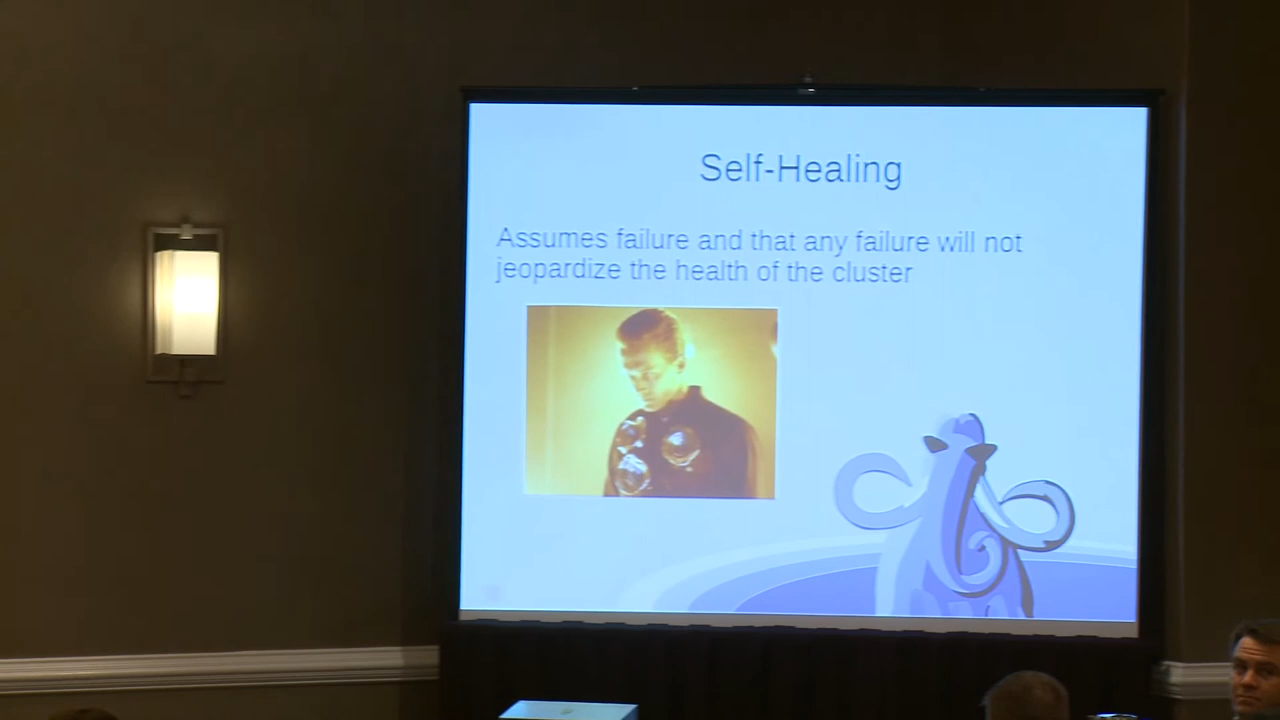 Self-Healing
Assumes failure and that any failure will not
jeopardize the health of the cluster